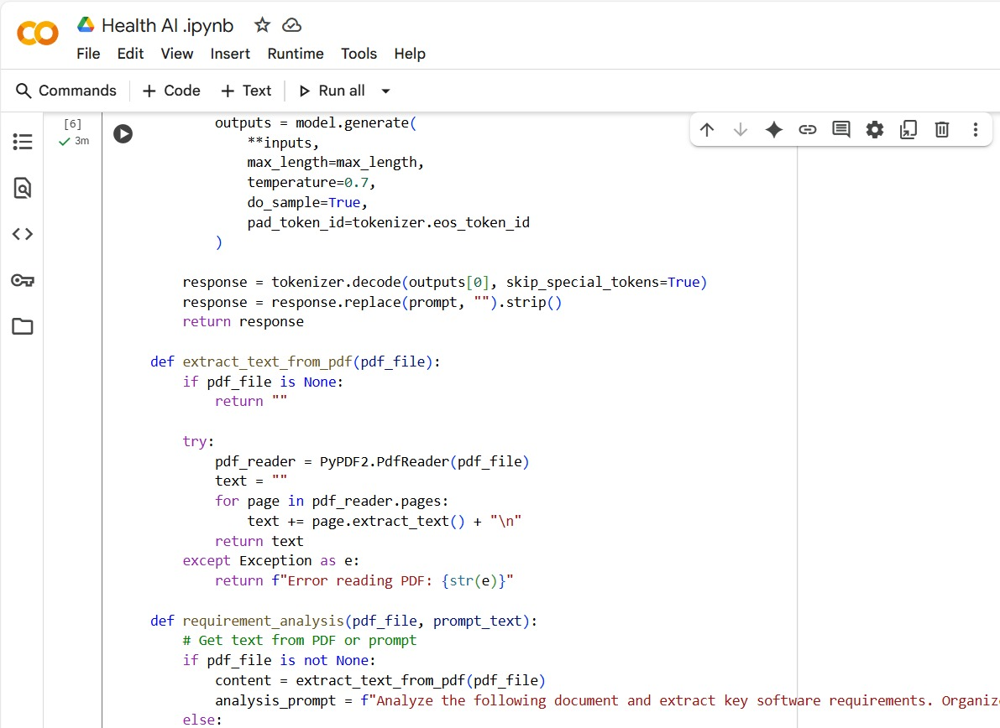 Health AI .ipynb
File Edit View Insert Runtime Tools Help
Commands + Code + Text Run all
[6]
3m
outputs = model.generate(
**inputs,
max_length=max_length,
temperature=0.7,
do_sample=True,
pad_token_id=tokenizer.eos_token_id
)
response = tokenizer.decode(outputs[0], skip_special_tokens=True)
response = response.replace(prompt, "").strip()
return response
def extract_text_from_pdf(pdf_file):
if pdf_file is None:
return ""
try:
pdf_reader = PyPDF2.PdfReader(pdf_file)
text = ""
for page in pdf_reader.pages:
text += page.extract_text() + "\n"
return text
except Exception as e:
return f"Error reading PDF: {str(e)}"
def requirement_analysis(pdf_file, prompt_text):
# Get text from PDF or prompt
if pdf_file is not None:
content = extract_text_from_pdf(pdf_file)
analysis_prompt = f"Analyze the following document and extract key software requirements. Organiz
else: